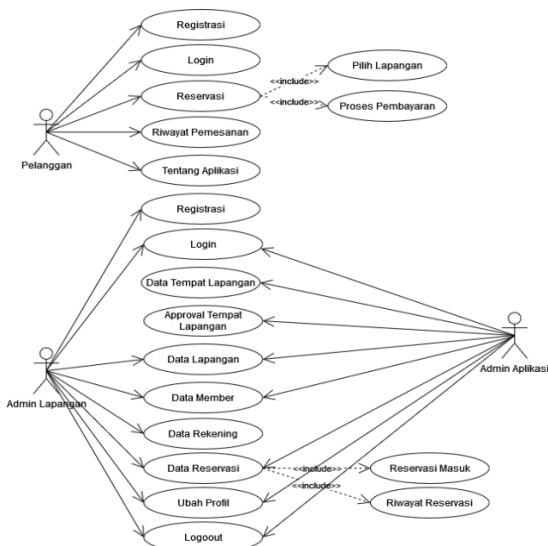 Registrasi
Login
Pilih Lapangan
<<include>>
Reservasi
<<include>>
Proses Pembayaran
Riwayat Pemesanan
Pelanggan
Tentang Aplikasi
Registrasi
Login
Data Tempat Lapangan
Approval Tempat
Lapangan
Data Lapangan
Admin Aplikasi
Data Member
Admin Lapangan
Data Rekening
Data Reservasi
<<include>>
Reservasi Masuk
<<include>>
Ubah Profil
Riwayat Reservasi
Logoout